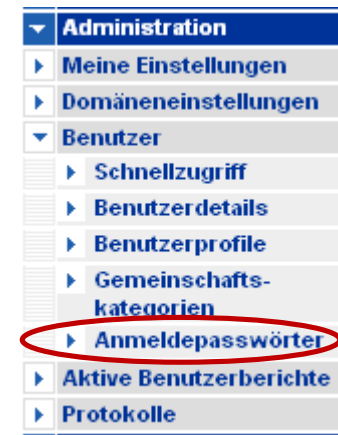 Administration
Meine Einstellungen
Domäneneinstellungen
Benutzer
Schnellzugriff
Benutzerdetails
Benutzerprofile
Gemeinschafts-
kategorien
Anmeldepasswörter
Aktive Benutzerberichte
Protokolle